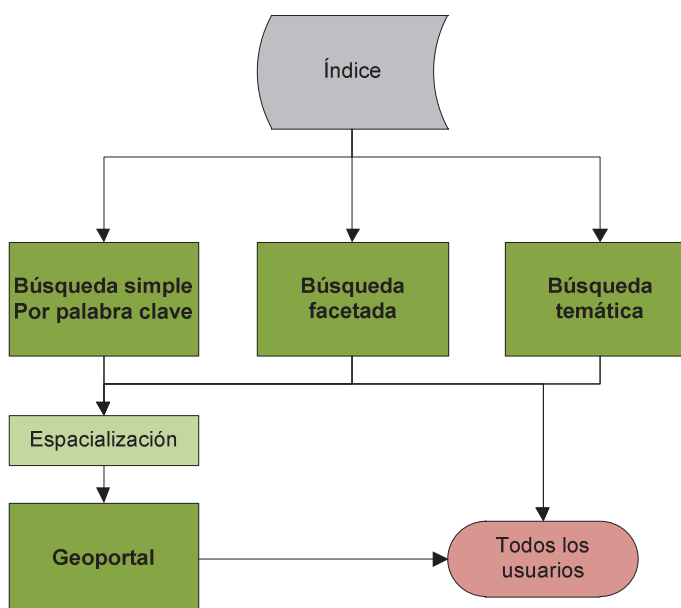 Índice
Búsqueda simple
Por palabra clave
Búsqueda
facetada
Búsqueda
temática
Espacialización
Geoportal
Todos los
usuarios